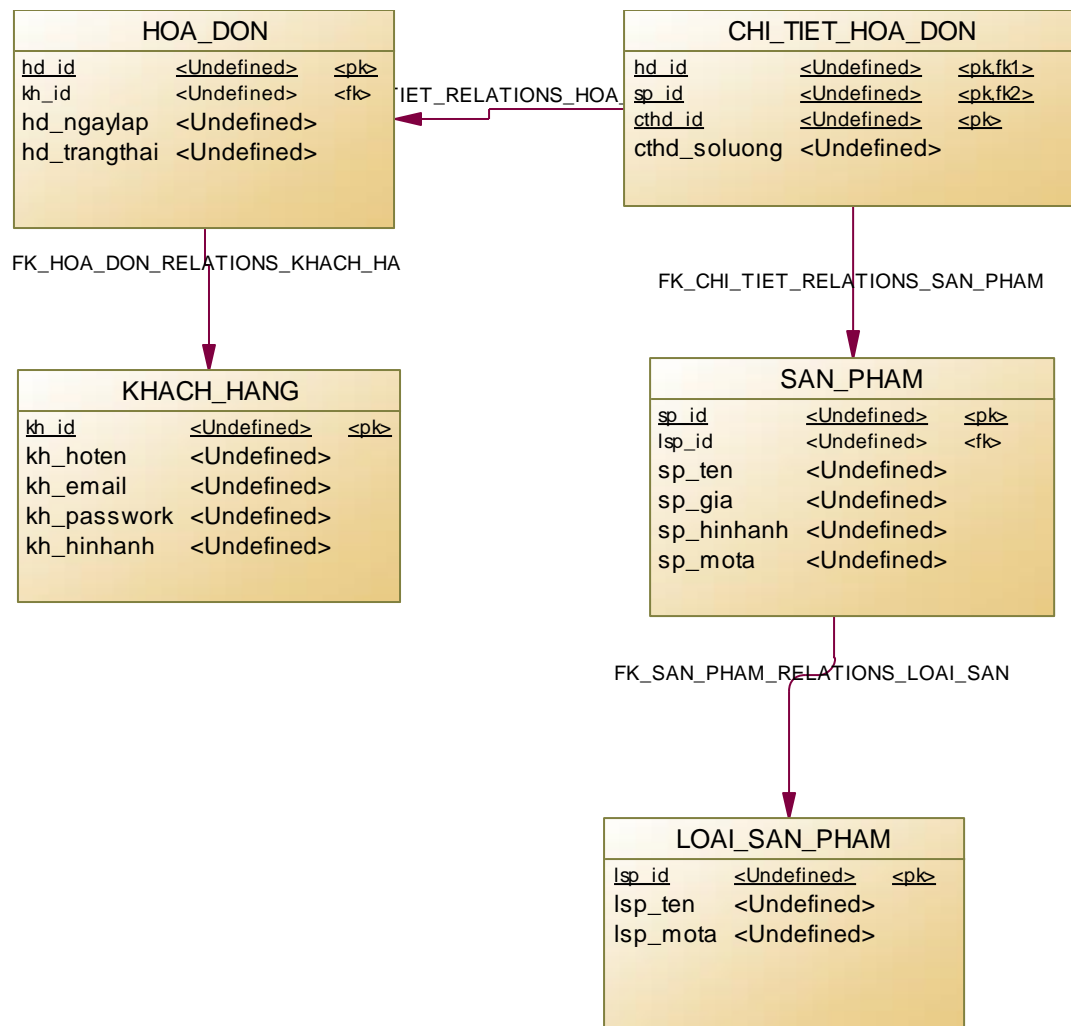 HOA_DON
hd_id <Undefined> <pk>
kh_id <Undefined> <fk>
hd_ngaylap <Undefined>
hd_trangthai <Undefined>
CHI_TIET_HOA_DON
hd_id <Undefined> <pk,fk1>
sp_id <Undefined> <pk,fk2>
cthd_id <Undefined> <pk>
cthd_soluong <Undefined>
TIET_RELATIONS_HOA_
FK_HOA_DON_RELATIONS_KHACH_HA
FK_CHI_TIET_RELATIONS_SAN_PHAM
KHACH_HANG
kh_id <Undefined> <pk>
kh_hoten <Undefined>
kh_email <Undefined>
kh_passwork <Undefined>
kh_hinhanh <Undefined>
SAN_PHAM
sp_id <Undefined> <pk>
lsp_id <Undefined> <fk>
sp_ten <Undefined>
sp_gia <Undefined>
sp_hinhanh <Undefined>
sp_mota <Undefined>
FK_SAN_PHAM_RELATIONS_LOAI_SAN
LOAI_SAN_PHAM
lsp_id <Undefined> <pk>
lsp_ten <Undefined>
lsp_mota <Undefined>